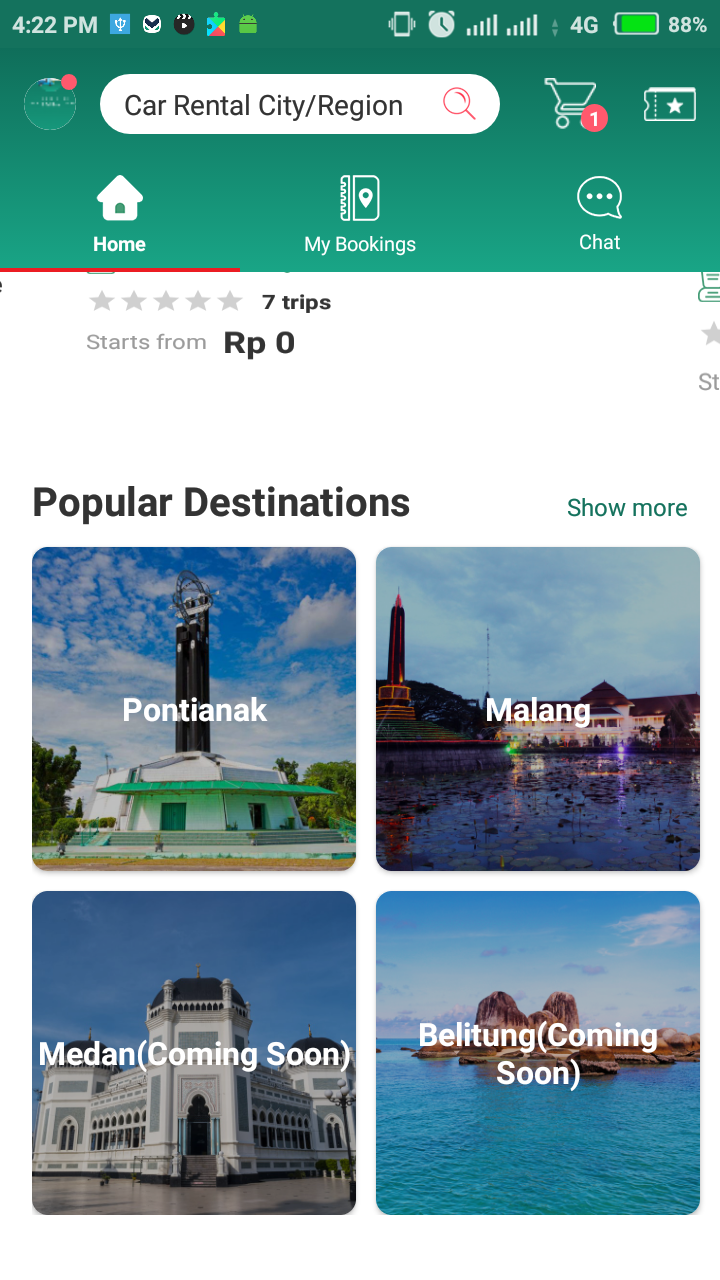 4:22 PM 4G 88%
Car Rental City/Region
1
Home My Bookings Chat
7 trips
Starts from Rp 0
St
Popular Destinations Show more
Pontianak
Malang
Medan(Coming Soon)
Belitung(Coming
Soon)